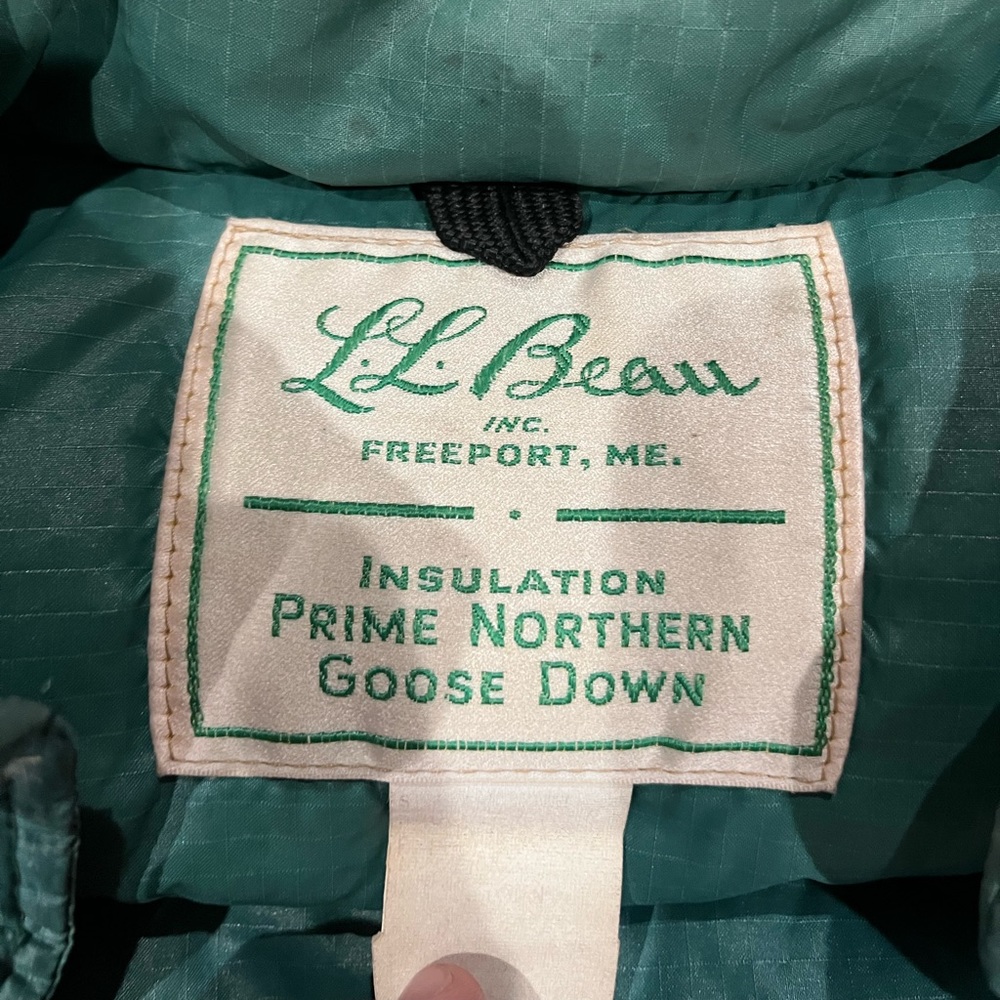 L.L. Bean
INC.
FREEPORT, ME.
INSULATION
PRIME NORTHERN
GOOSE DOWN